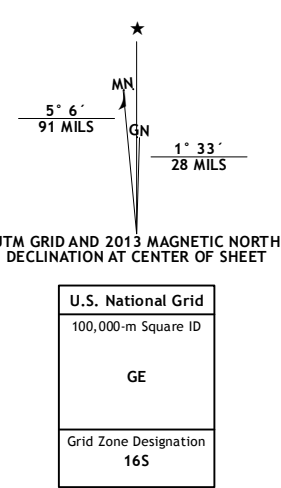 MN
5° 6´
91 MILS
GN
1° 33´
28 MILS
UTM GRID AND 2013 MAGNETIC NORTH
DECLINATION AT CENTER OF SHEET
U.S. National Grid
100,000-m Square ID
GE
Grid Zone Designation
16S